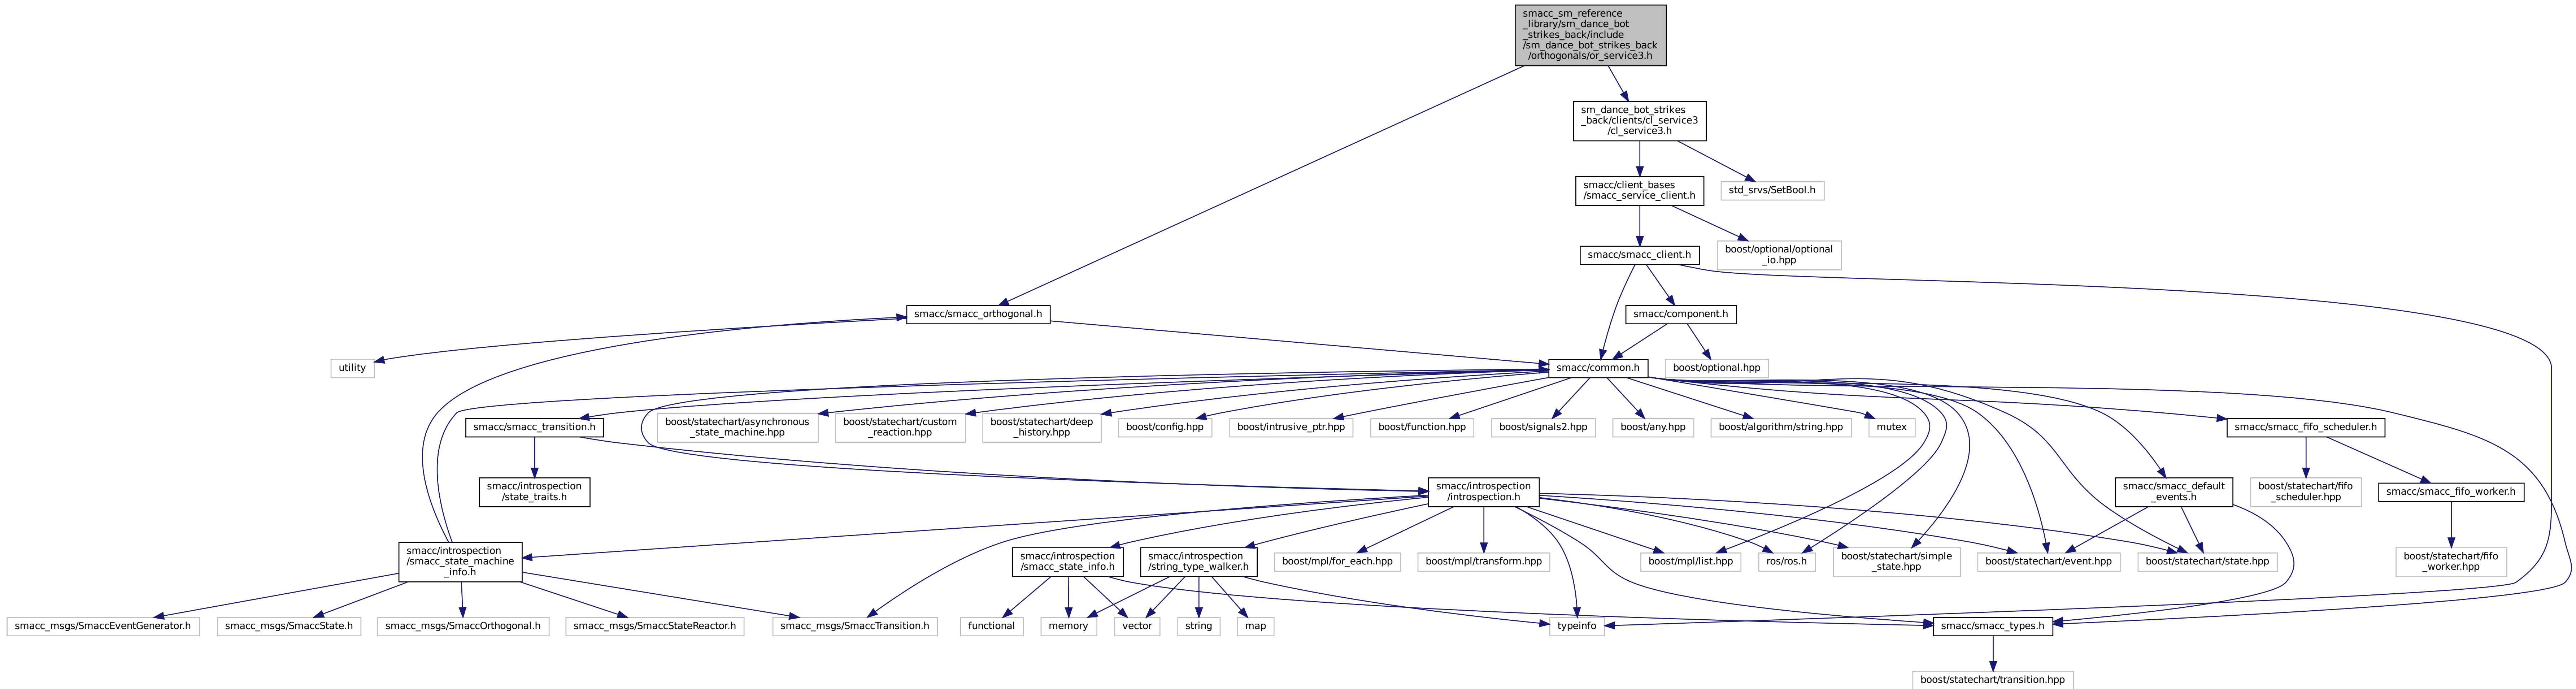 smacc_sm_reference
_library/sm_dance_bot
_strikes_back/include
/sm_dance_bot_strikes_back
/orthogonals/or_service3.h
sm_dance_bot_strikes
_back/clients/cl_service3
/cl_service3.h
smacc/client_bases
/smacc_service_client.h
std_srvs/SetBool.h
smacc/smacc_client.h
boost/optional/optional
_io.hpp
smacc/smacc_orthogonal.h
smacc/component.h
utility
smacc/common.h
boost/optional.hpp
smacc/smacc_transition.h
boost/statechart/asynchronous
_state_machine.hpp
boost/statechart/custom
_reaction.hpp
boost/statechart/deep
_history.hpp
boost/config.hpp
boost/intrusive_ptr.hpp
boost/function.hpp
boost/signals2.hpp
boost/any.hpp
boost/algorithm/string.hpp
mutex
smacc/smacc_fifo_scheduler.h
smacc/introspection
/state_traits.h
smacc/introspection
/introspection.h
smacc/smacc_default
_events.h
boost/statechart/fifo
_scheduler.hpp
smacc/smacc_fifo_worker.h
smacc/introspection
/smacc_state_machine
_info.h
smacc/introspection
/smacc_state_info.h
smacc/introspection
/string_type_walker.h
boost/mpl/for_each.hpp
boost/mpl/transform.hpp
boost/mpl/list.hpp
ros/ros.h
boost/statechart/simple
_state.hpp
boost/statechart/event.hpp
boost/statechart/state.hpp
boost/statechart/fifo
_worker.hpp
smacc_msgs/SmaccEventGenerator.h
smacc_msgs/SmaccState.h
smacc_msgs/SmaccOrthogonal.h
smacc_msgs/SmaccStateReactor.h
smacc_msgs/SmaccTransition.h
functional
memory
vector
string
map
typeinfo
smacc/smacc_types.h
boost/statechart/transition.hpp